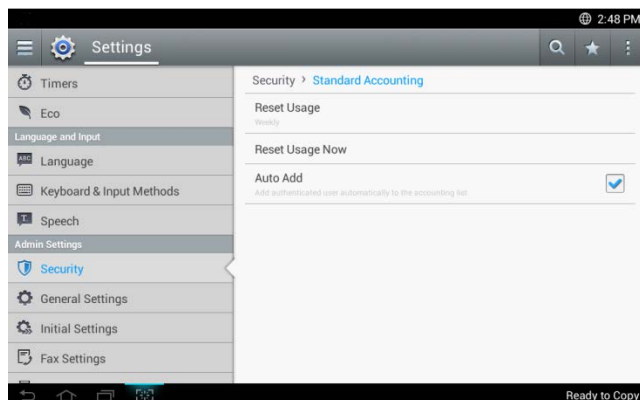 2:48 PM
Settings
Timers
Eco
Language and Input
ABC
Language
Keyboard & Input Methods
T.
Speech
Admin Settings
Security
General Settings
Initial Settings
Fax Settings
Security > Standard Accounting
Reset Usage
Weekly
Reset Usage Now
Auto Add
Add authenticated user automatically to the accounting list
Ready to Copy